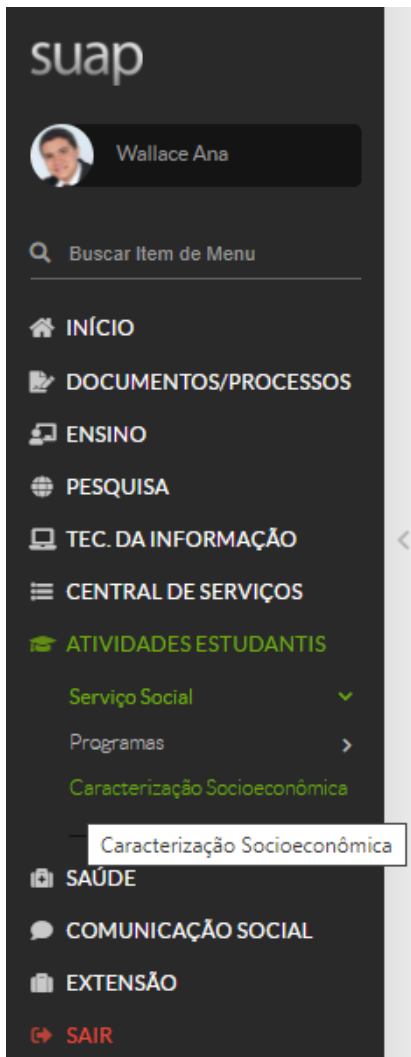 suap
Wallace Ana
Buscar Item de Menu
INÍCIO
DOCUMENTOS/PROCESSOS
ENSINO
PESQUISA
TEC. DA INFORMAÇÃO
CENTRAL DE SERVIÇOS
ATIVIDADES ESTUDANTIS
Serviço Social
Programas
Caracterização Socioeconômica
Caracterização Socioeconômica
SAÚDE
COMUNICAÇÃO SOCIAL
EXTENSÃO
SAIR